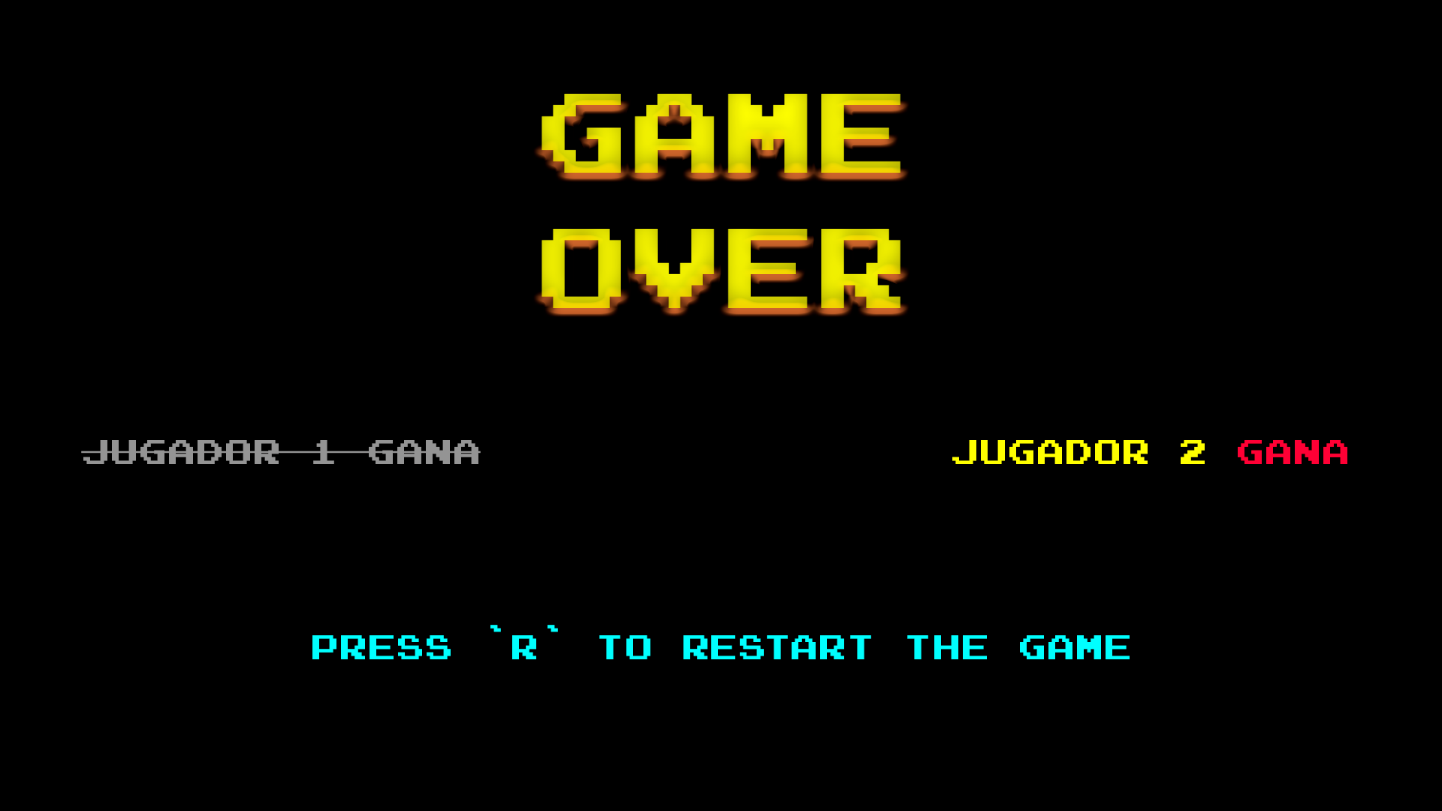 GAME
OVER
JUGADOR 1 GANA
JUGADOR 2 GANA
PRESS `R` TO RESTART THE GAME